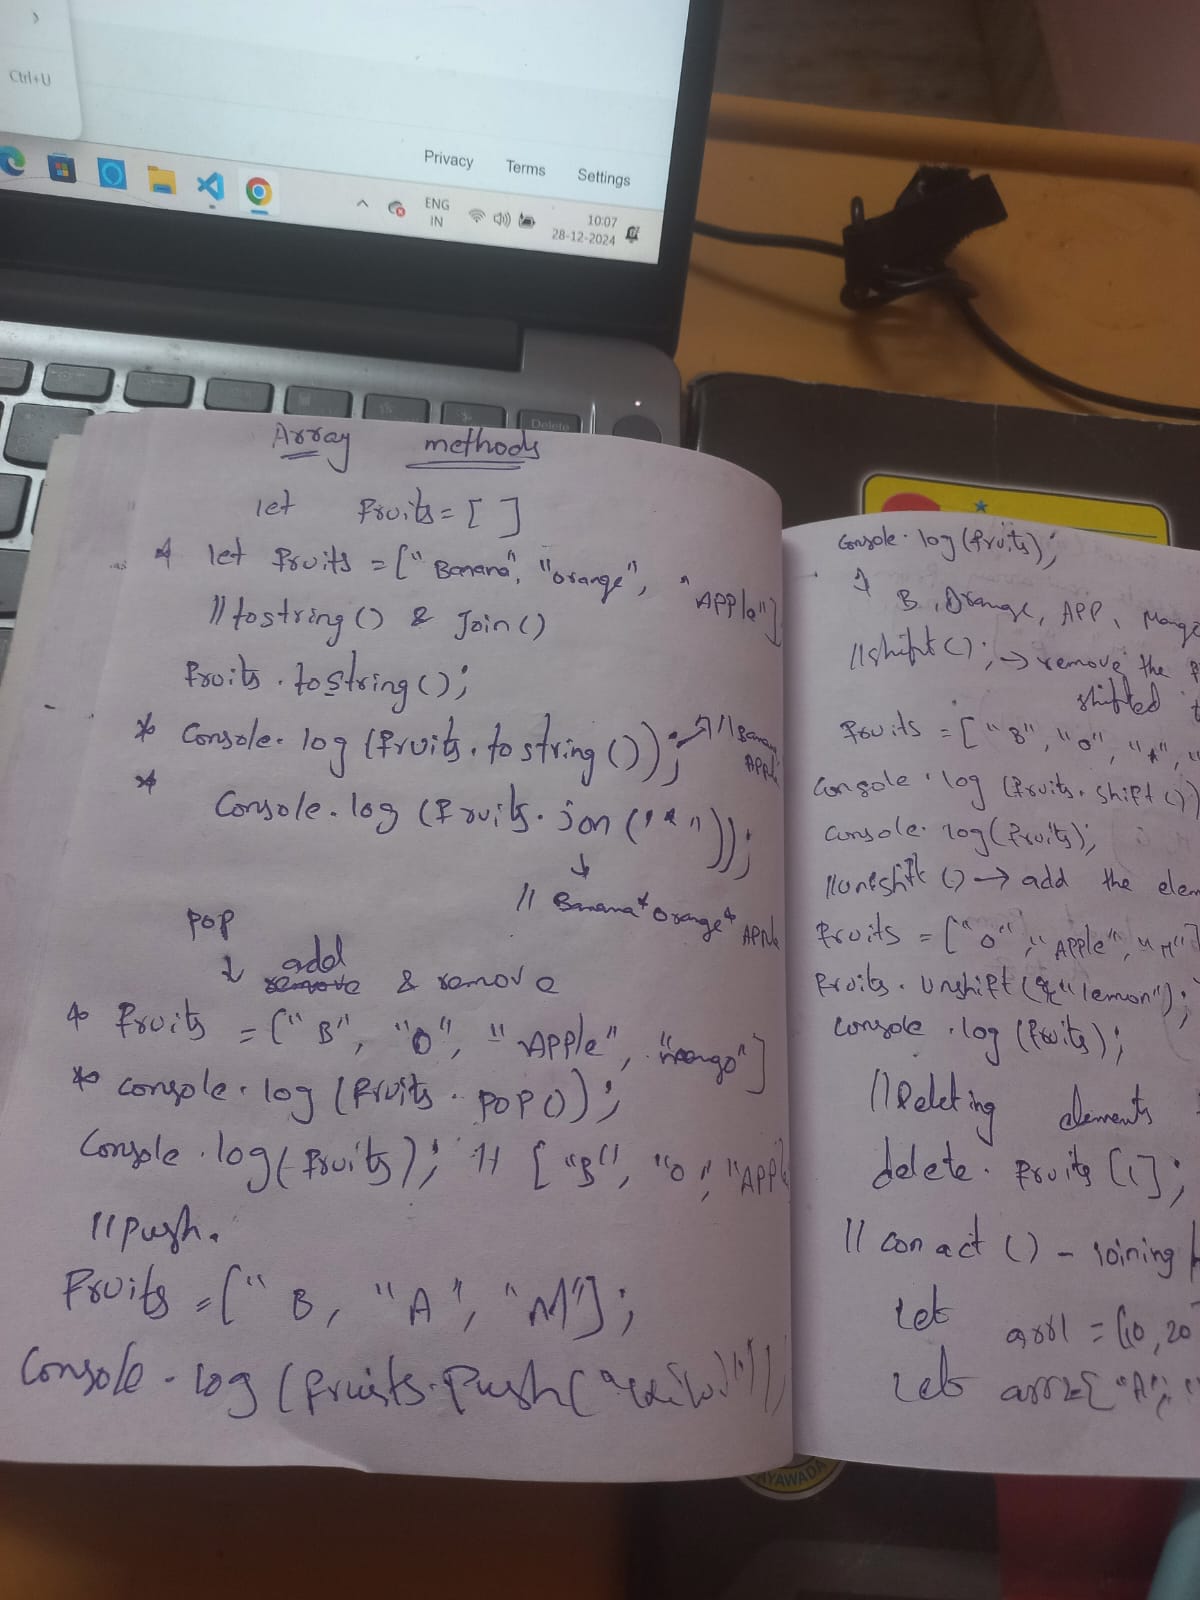 Ctrl+U
Privacy Terms Settings
ENG
IN
10:07
28-12-2024
Delete
Array methods
let fruits = [ ]
* let fruits = ["Banana", "orange", "APPle"]
// tostring() & Join()
fruits . tostring();
* Console. log (fruits. tostring()); → // Banan
APPle
* Console. log (fruits. jon ("*"));
↓
// Banana* Orange* APPle
POP
↓ add
remove & remove
* fruits = ["B", "O", "APPle", "mango"]
* console. log (fruits . POP());
Console . log(fruits); // ["B", "O", "APPl
// Push.
Fruits = ["B, "A", "M"];
Console . log (fruits. Push(
Console. log (fruits);
B, Orange, APP, Mang
// shift(); → remove the
shifted
fruits = ["B", "O", "A", "
Console . log (fruits. shift())
Console. log(fruits);
// unshift () → add the elem
fruits = ["O", "APPle", "M"]
fruits. Unshift ("lemon");
console . log (fruits);
// Deleting elements
delete. fruits [1];
// con act () - Joining
Let arr1 = [10, 20
Let arr2 = ["A",
YAWADA